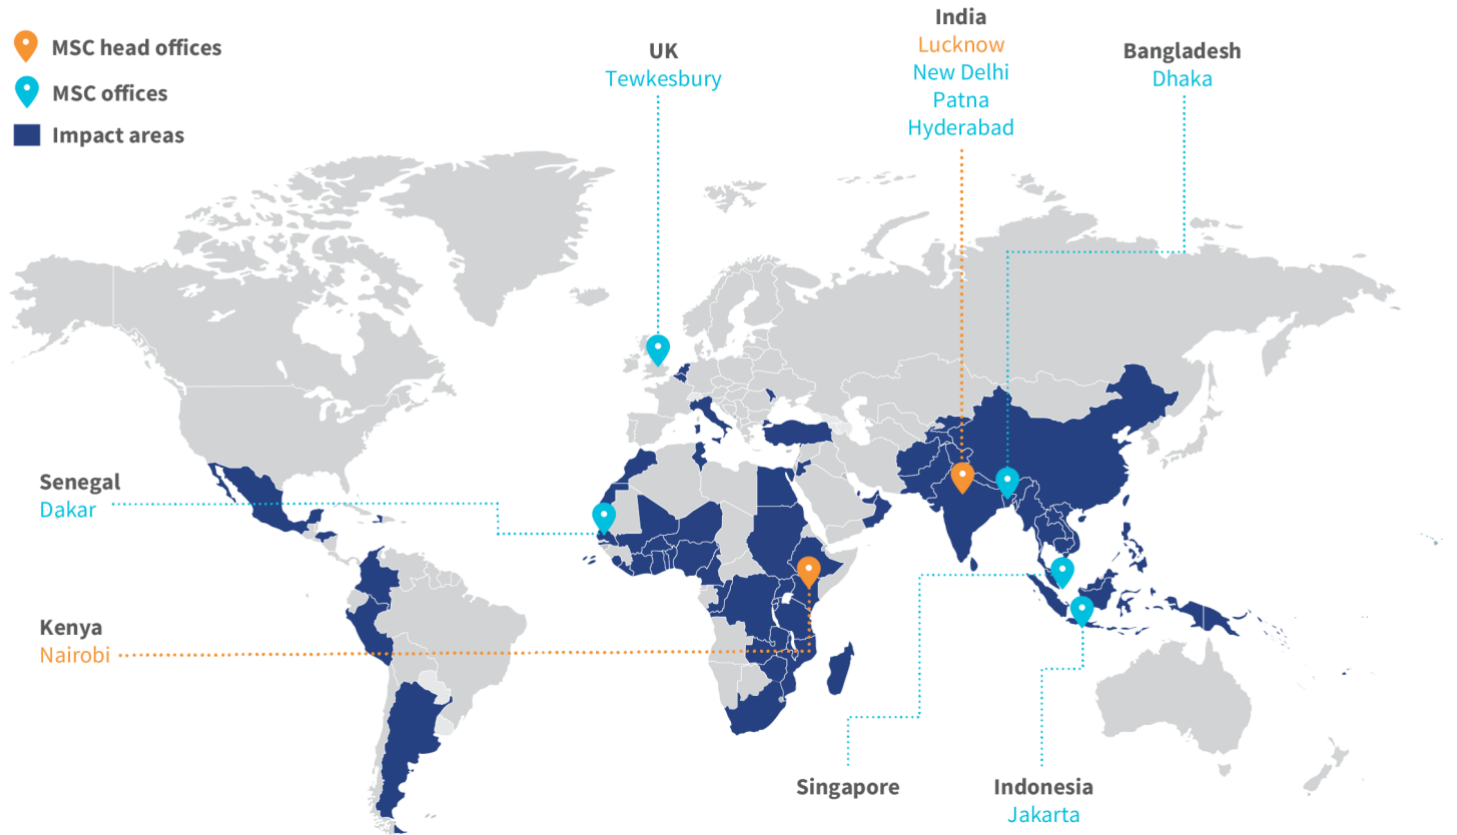 MSC head offices
MSC offices
Impact areas
UK
Tewkesbury
India
Lucknow
New Delhi
Patna
Hyderabad
Bangladesh
Dhaka
Senegal
Dakar
Kenya
Nairobi
Singapore
Indonesia
Jakarta